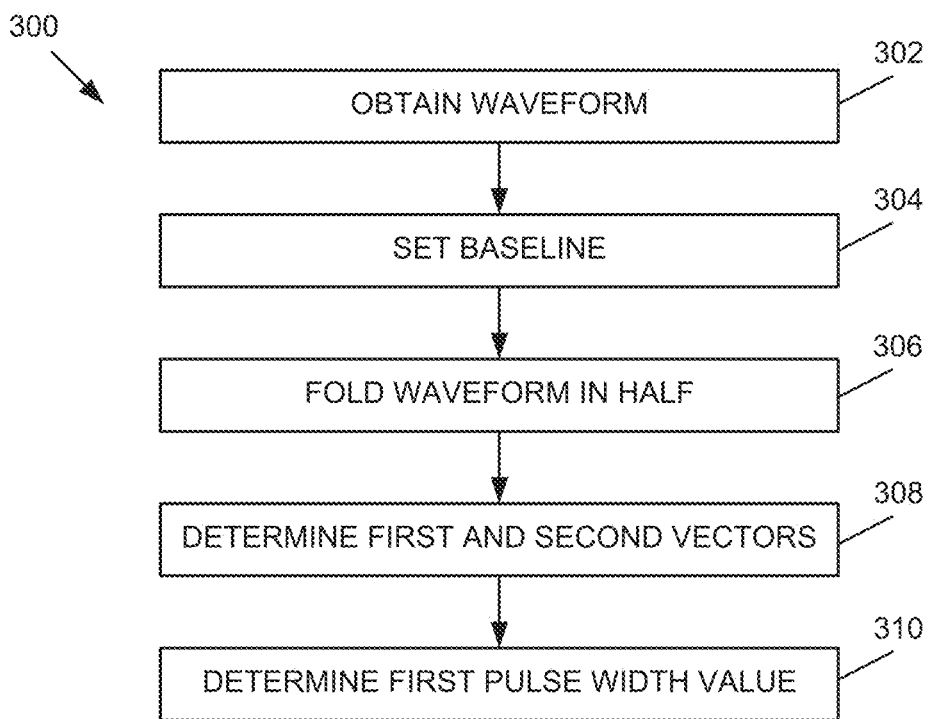 300
302
OBTAIN WAVEFORM
304
SET BASELINE
306
FOLD WAVEFORM IN HALF
308
DETERMINE FIRST AND SECOND VECTORS
310
DETERMINE FIRST PULSE WIDTH VALUE